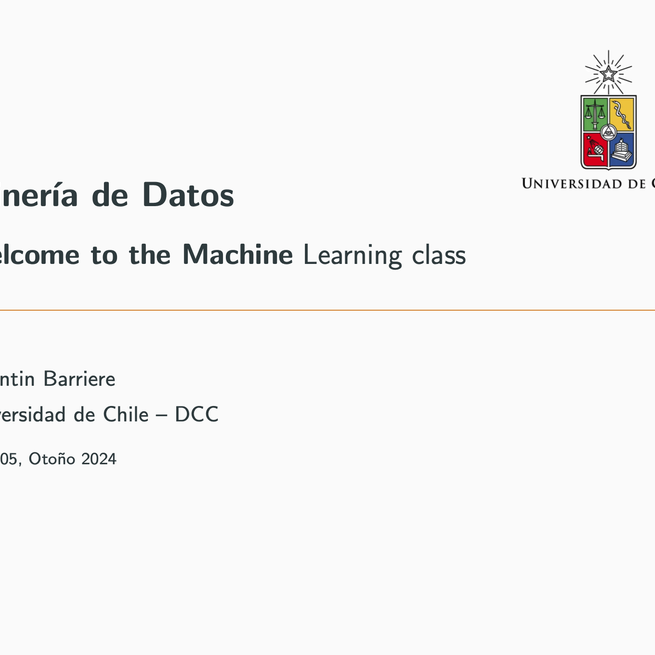 UNIVERSIDAD DE C
nería de Datos
elcome to the Machine Learning class
ntin Barriere
versidad de Chile – DCC
05, Otoño 2024